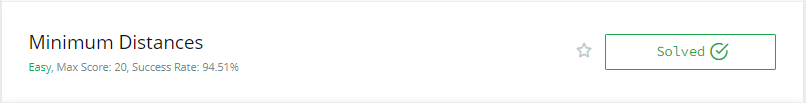 Minimum Distances
Solved
Easy, Max Score: 20, Success Rate: 94.51%